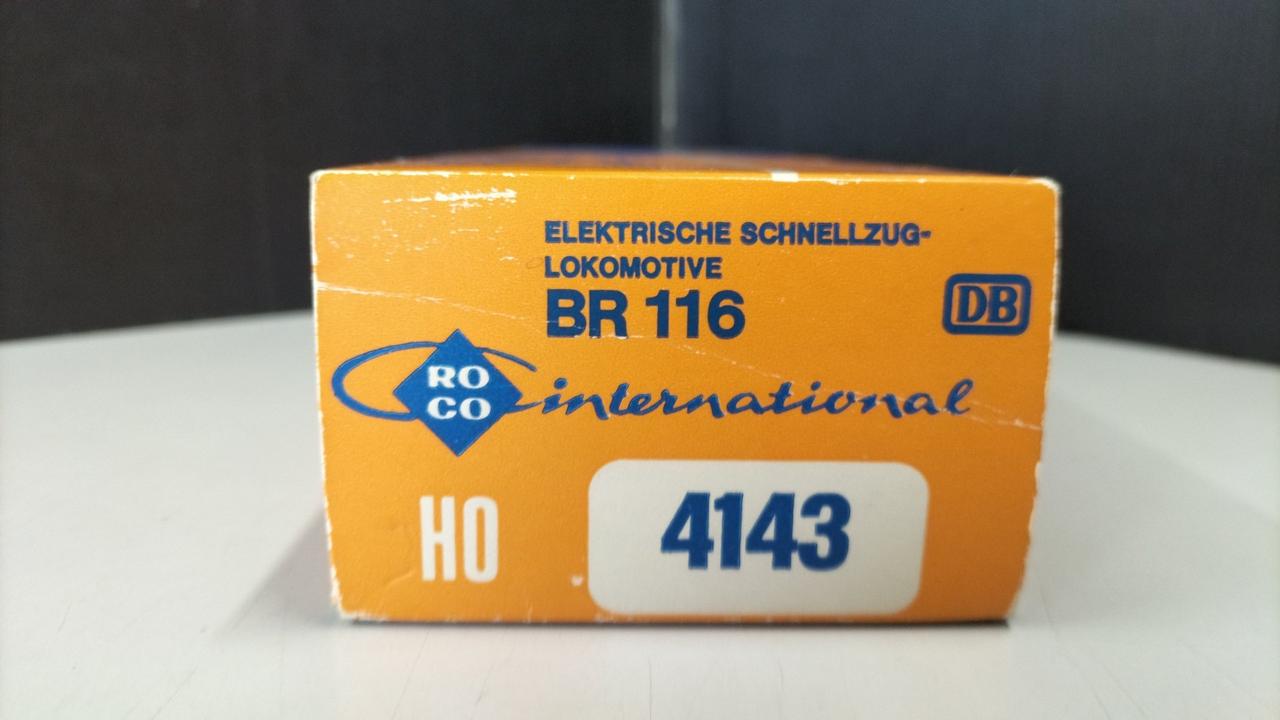 ELEKTRISCHE SCHNELLZUG-
LOKOMOTIVE
BR 116
DB
RO
CO
international
HO
4143